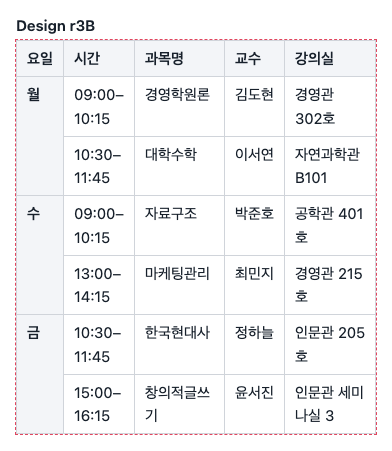 Design r3B
요일 시간 과목명 교수 강의실
월 09:00– 경영학원론 김도현 경영관
10:15 302호
10:30– 대학수학 이서연 자연과학관
11:45 B101
수 09:00– 자료구조 박준호 공학관 401
10:15 호
13:00– 마케팅관리 최민지 경영관 215
14:15 호
금 10:30– 한국현대사 정하늘 인문관 205
11:45 호
15:00– 창의적글쓰 윤서진 인문관 세미
16:15 기 나실 3